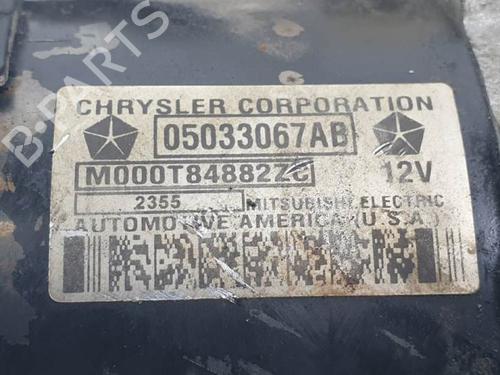 CHRYSLER CORPORATION
05033067AB
M000T84882ZC 12V
2355 MITSUBISHI ELECTRIC
AUTOMOTIVE AMERICA (U.S.A)
B-PARTS